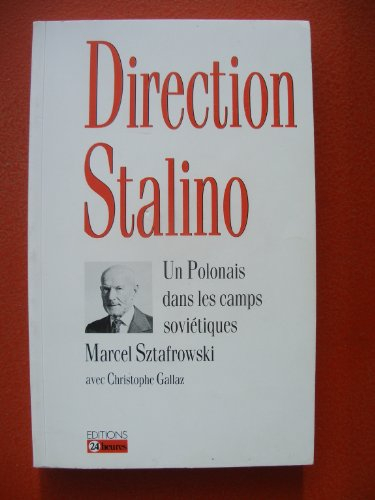 Direction
Stalino
Un Polonais
dans les camps
soviétiques
Marcel Sztafrowski
avec Christophe Gallaz
EDITIONS
24heures